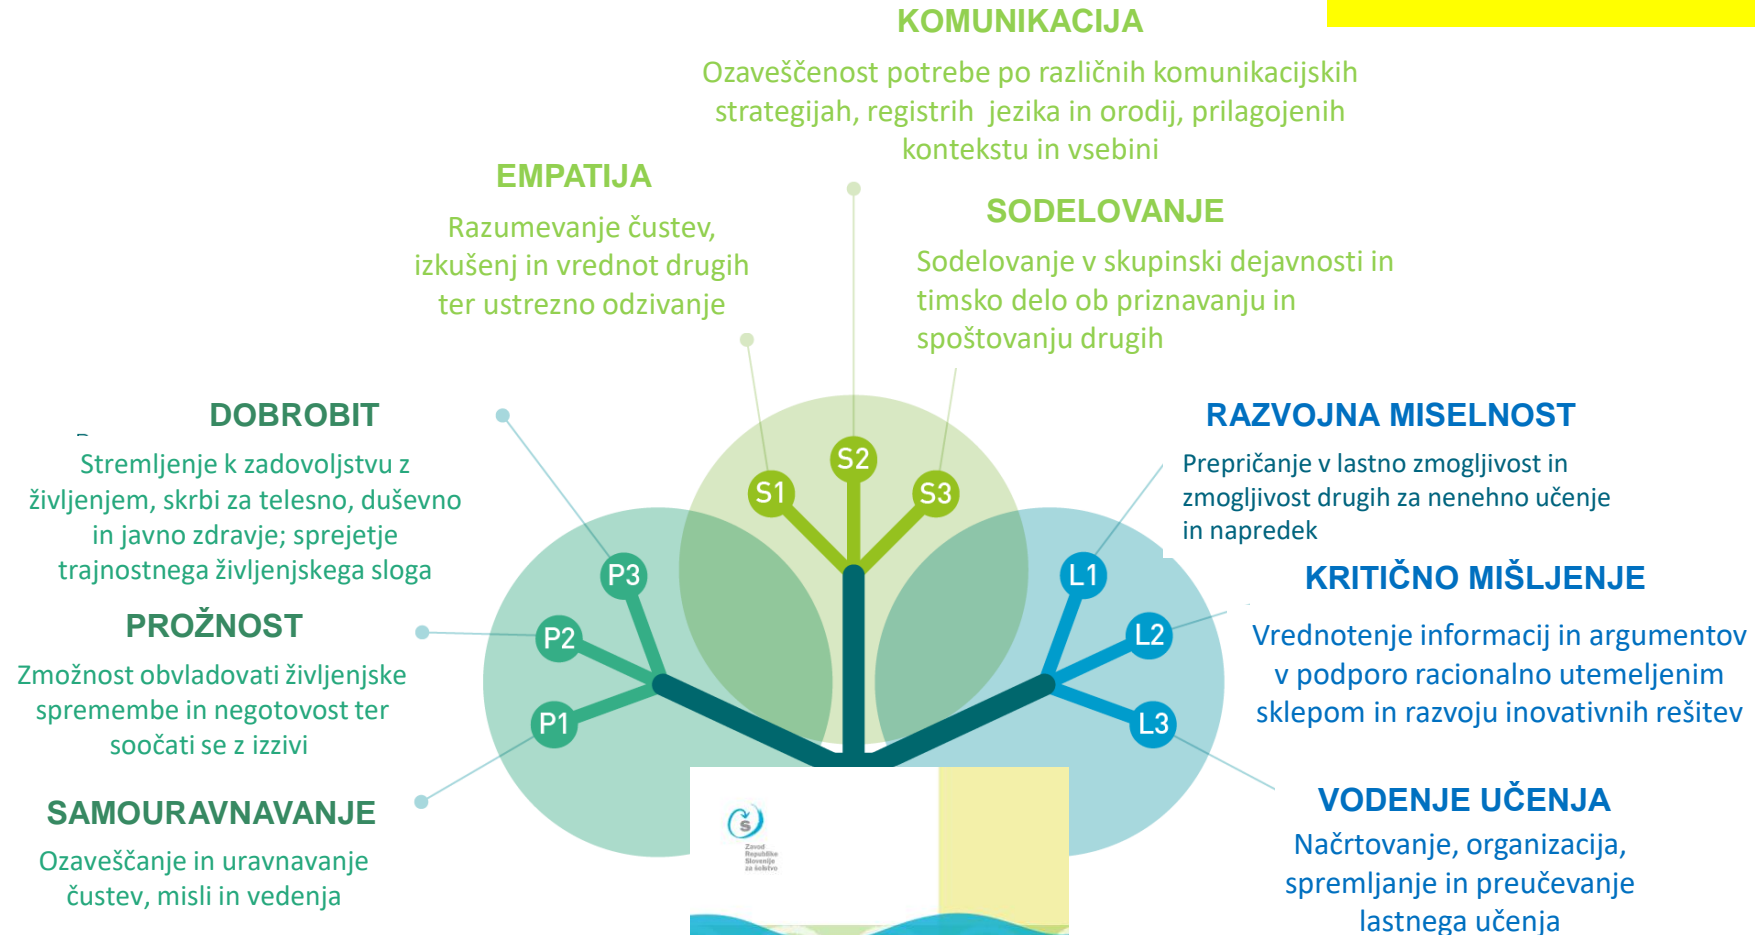 KOMUNIKACIJA
Ozaveščenost potrebe po različnih komunikacijskih
strategijah, registrih jezika in orodij, prilagojenih
kontekstu in vsebini
EMPATIJA
Razumevanje čustev,
izkušenj in vrednot drugih
ter ustrezno odzivanje
SODELOVANJE
Sodelovanje v skupinski dejavnosti in
timsko delo ob priznavanju in
spoštovanju drugih
DOBROBIT
Stremljenje k zadovoljstvu z
življenjem, skrbi za telesno, duševno
in javno zdravje; sprejetje
trajnostnega življenjskega sloga
PROŽNOST
Zmožnost obvladovati življenjske
spremembe in negotovost ter
soočati se z izzivi
SAMOURAVNAVANJE
Ozaveščanje in uravnavanje
čustev, misli in vedenja
P3
P2
P1
S1
S2
S3
L1
L2
L3
RAZVOJNA MISELNOST
Prepričanje v lastno zmogljivost in
zmogljivost drugih za nenehno učenje
in napredek
KRITIČNO MIŠLJENJE
Vrednotenje informacij in argumentov
v podporo racionalno utemeljenim
sklepom in razvoju inovativnih rešitev
VODENJE UČENJA
Načrtovanje, organizacija,
spremljanje in preučevanje
lastnega učenja
Š
Zavod
Republike
Slovenije
za šolstvo